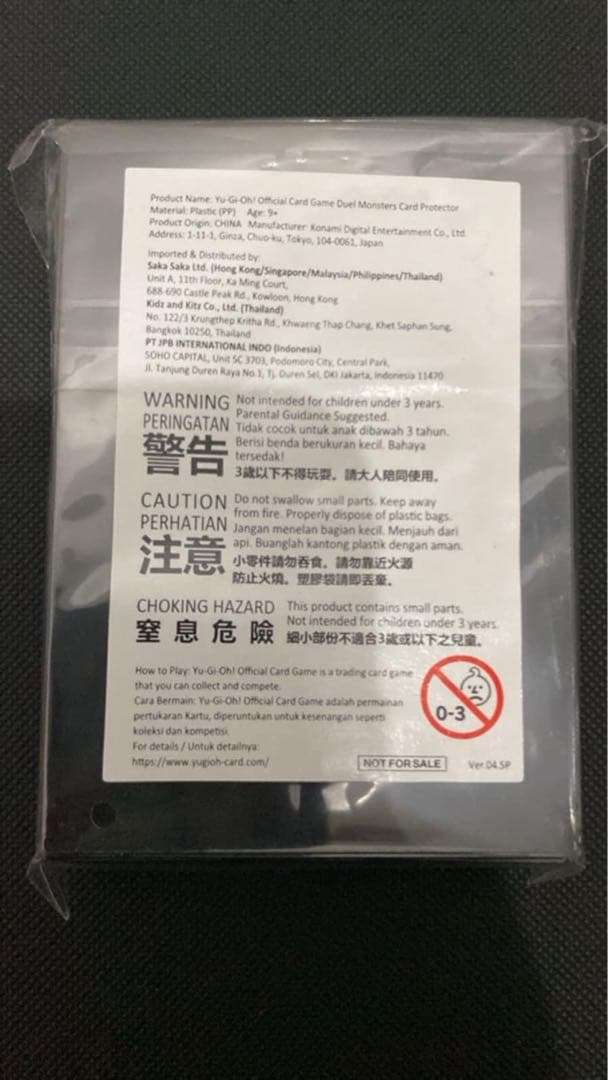 Product Name: Yu-Gi-Oh! Official Card Game Duel Monsters Card Protector
Material: Plastic (PP) Age: 9+
Product Origin: CHINA Manufacturer: Konami Digital Entertainment Co., Ltd.
Address: 1-11-1, Ginza, Chuo-ku, Tokyo, 104-0061, Japan
Imported & Distributed by:
Saka Saka Ltd. (Hong Kong/Singapore/Malaysia/Philippines/Thailand)
Unit A, 11th Floor, Ka Ming Court,
688-690 Castle Peak Rd., Kowloon, Hong Kong
Kidz and Kitz Co., Ltd. (Thailand)
No. 122/3 Krungthep Kritha Rd., Khwaeng Thap Chang, Khet Saphan Sung,
Bangkok 10250, Thailand
PT JPB INTERNATIONAL INDO (Indonesia)
SOHO CAPITAL, Unit SC 3703, Podomoro City, Central Park,
Jl. Tanjung Duren Raya No.1, Tj. Duren Sel, DKI Jakarta, Indonesia 11470
WARNING
PERINGATAN
警告
Not intended for children under 3 years.
Parental Guidance Suggested.
Tidak cocok untuk anak dibawah 3 tahun.
Berisi benda berukuran kecil. Bahaya
tersedak!
3歲以下不得玩耍。請大人陪同使用。
CAUTION
PERHATIAN
注意
Do not swallow small parts. Keep away
from fire. Properly dispose of plastic bags.
Jangan menelan bagian kecil. Menjauh dari
api. Buanglah kantong plastik dengan aman.
小零件請勿吞食。請勿靠近火源
防止火燒。塑膠袋請即丟棄。
CHOKING HAZARD
窒息危險
This product contains small parts.
Not intended for children under 3 years.
細小部份不適合3歲或以下之兒童。
How to Play: Yu-Gi-Oh! Official Card Game is a trading card game
that you can collect and compete.
Cara Bermain: Yu-Gi-Oh! Official Card Game adalah permainan
pertukaran Kartu, diperuntukan untuk kesenangan seperti
koleksi dan kompetisi.
For details / Untuk detailnya:
https://www.yugioh-card.com/
0-3
NOT FOR SALE
Ver.04.SP